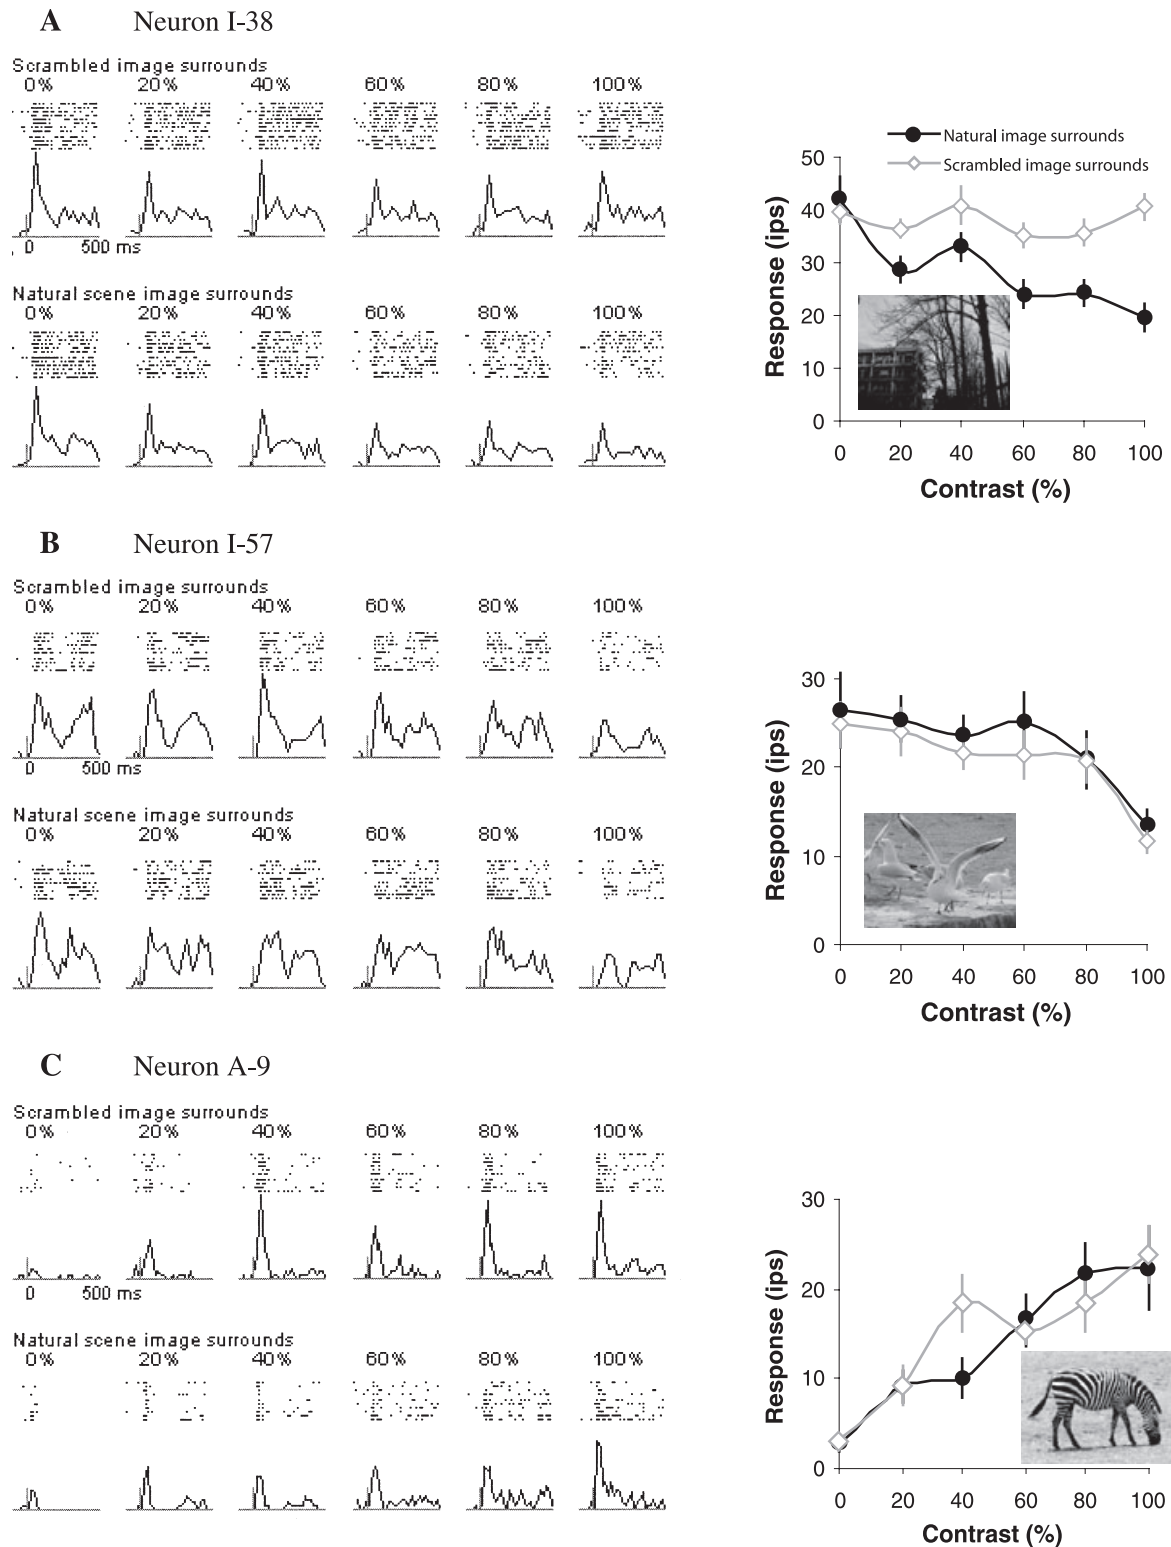 A Neuron I-38
Scrambled image surrounds
0% 20% 40% 60% 80% 100%
0 500 ms
Natural scene image surrounds
0% 20% 40% 60% 80% 100%
Natural image surrounds
Scrambled image surrounds
50
40
30
20
10
0
Response (ips)
0 20 40 60 80 100
Contrast (%)
B Neuron I-57
Scrambled image surrounds
0% 20% 40% 60% 80% 100%
0 500 ms
Natural scene image surrounds
0% 20% 40% 60% 80% 100%
30
20
10
0
Response (ips)
0 20 40 60 80 100
Contrast (%)
C Neuron A-9
Scrambled image surrounds
0% 20% 40% 60% 80% 100%
0 500 ms
Natural scene image surrounds
0% 20% 40% 60% 80% 100%
30
20
10
0
Response (ips)
0 20 40 60 80 100
Contrast (%)